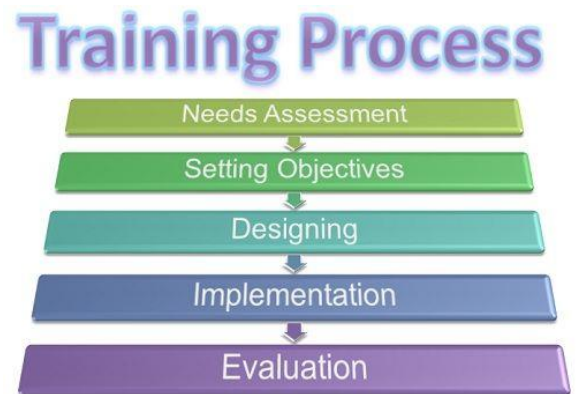 Training Process
Needs Assessment
Setting Objectives
Designing
Implementation
Evaluation